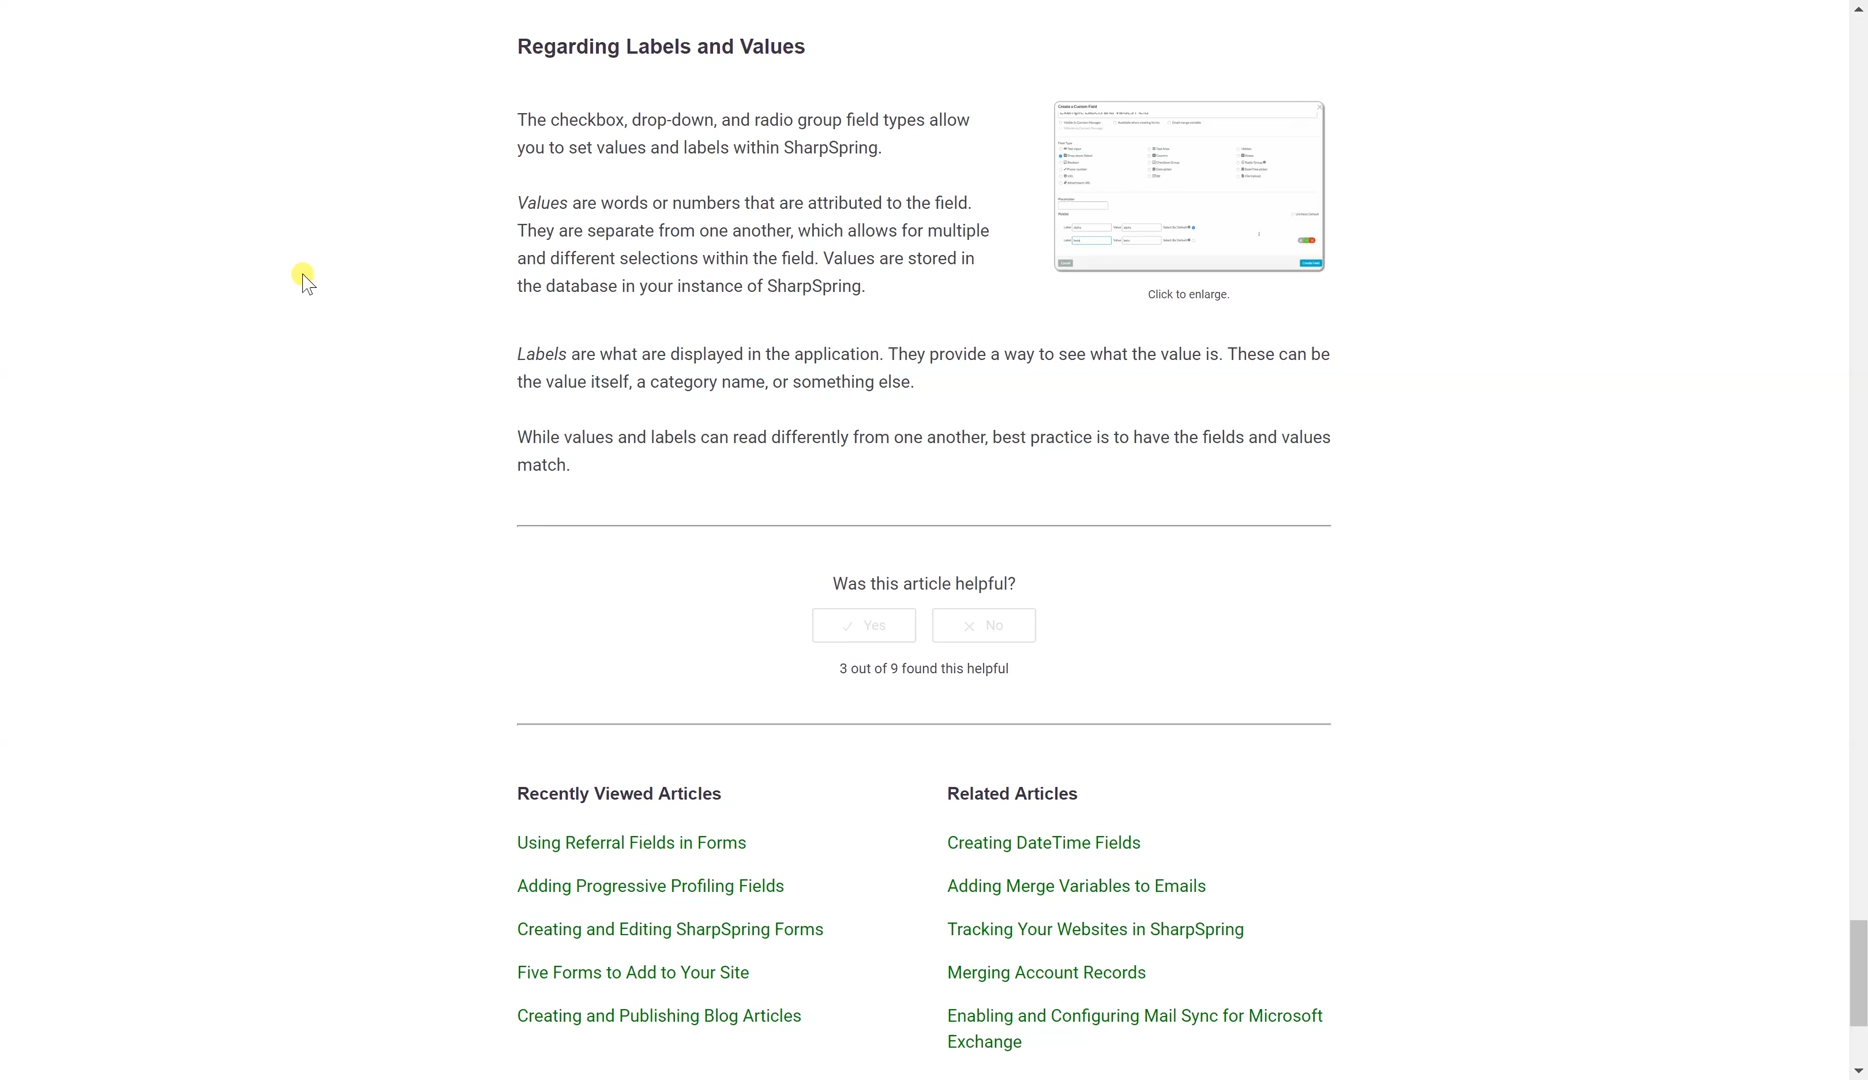 Regarding Labels and Values
The checkbox, drop-down, and radio group field types allow
you to set values and labels within SharpSpring.
Values are words or numbers that are attributed to the field.
They are separate from one another, which allows for multiple
and different selections within the field. Values are stored in
the database in your instance of SharpSpring.
Create a Custom Field
Click to enlarge.
Labels are what are displayed in the application. They provide a way to see what the value is. These can be
the value itself, a category name, or something else.
While values and labels can read differently from one another, best practice is to have the fields and values
match.
Was this article helpful?
Yes
No
3 out of 9 found this helpful
Recently Viewed Articles
Using Referral Fields in Forms
Adding Progressive Profiling Fields
Creating and Editing SharpSpring Forms
Five Forms to Add to Your Site
Creating and Publishing Blog Articles
Related Articles
Creating DateTime Fields
Adding Merge Variables to Emails
Tracking Your Websites in SharpSpring
Merging Account Records
Enabling and Configuring Mail Sync for Microsoft
Exchange